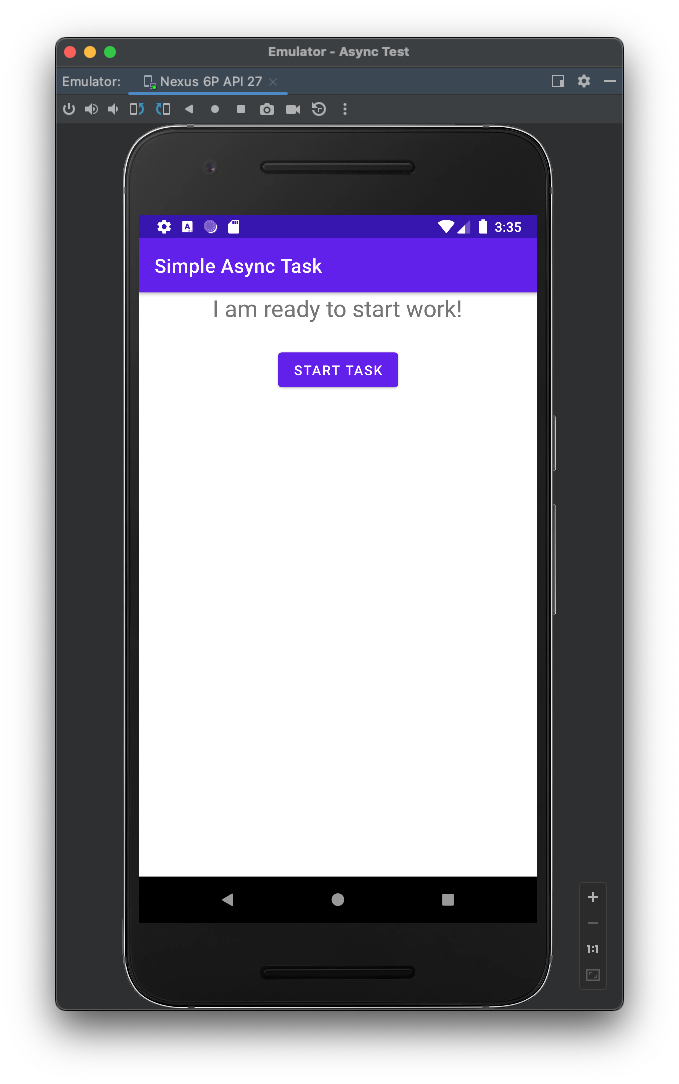 Emulator - Async Test
Emulator: Nexus 6P API 27
3:35
Simple Async Task
I am ready to start work!
START TASK
1:1